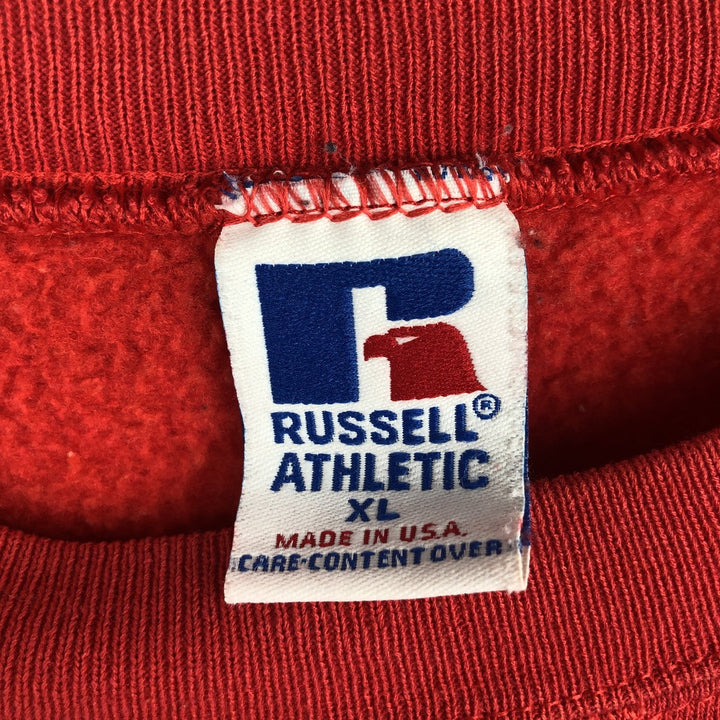 R
RUSSELL®
ATHLETIC
XL
MADE IN U.S.A.
CARE-CONTENT OVER